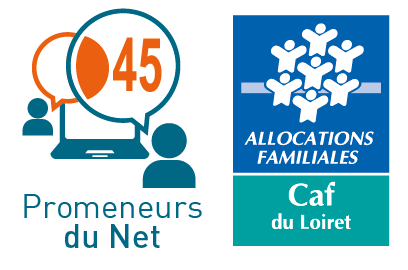 45
Promeneurs
du Net
ALLOCATIONS
FAMILIALES
Caf
du Loiret